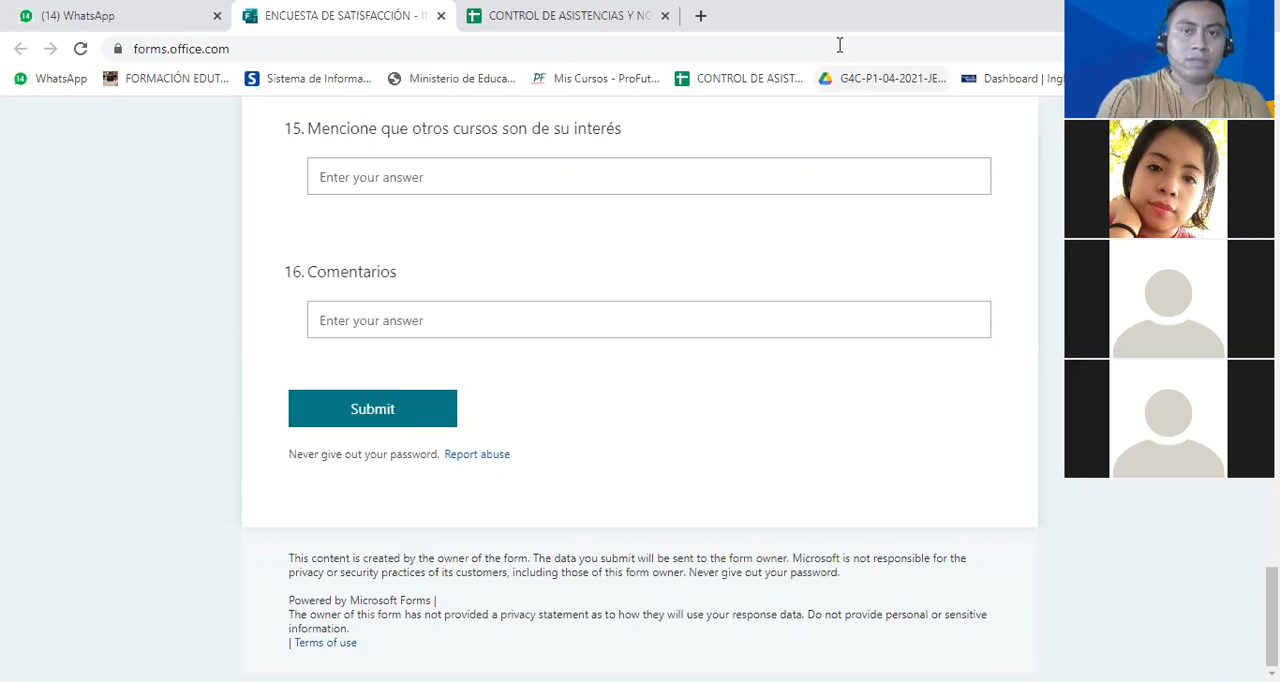 (14) WhatsApp
ENCUESTA DE SATISFACCIÓN - I
CONTROL DE ASISTENCIAS Y NO
forms.office.com
WhatsApp
FORMACIÓN EDUT...
Sistema de Informa...
Ministerio de Educa...
Mis Cursos - ProFut...
CONTROL DE ASIST...
G4C-P1-04-2021-JE...
Dashboard | Ingl
15. Mencione que otros cursos son de su interés
Enter your answer
16. Comentarios
Enter your answer
Submit
Never give out your password. Report abuse
This content is created by the owner of the form. The data you submit will be sent to the form owner. Microsoft is not responsible for the
privacy or security practices of its customers, including those of this form owner. Never give out your password.
Powered by Microsoft Forms |
The owner of this form has not provided a privacy statement as to how they will use your response data. Do not provide personal or sensitive
information.
| Terms of use